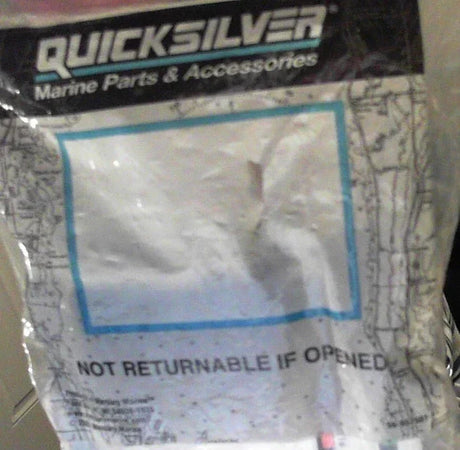 QUICKSILVER®
Marine Parts & Accessories
NOT RETURNABLE IF OPENED